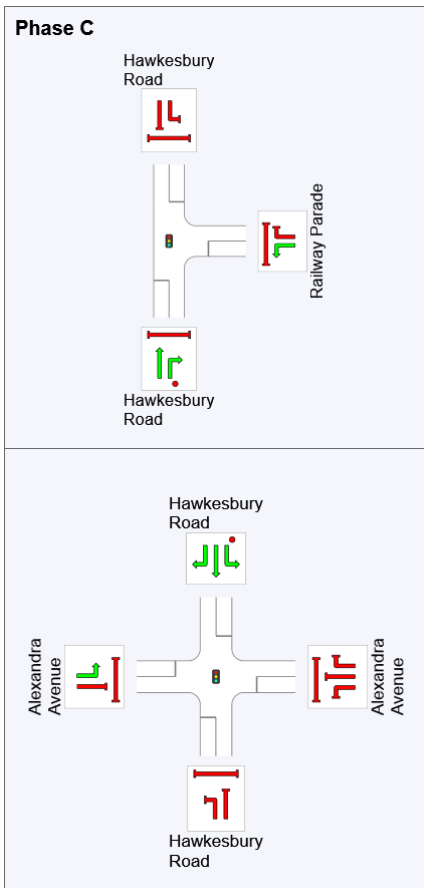 Phase C
Hawkesbury
Road
Railway Parade
Hawkesbury
Road
Hawkesbury
Road
Alexandra
Avenue
Alexandra
Avenue
Hawkesbury
Road